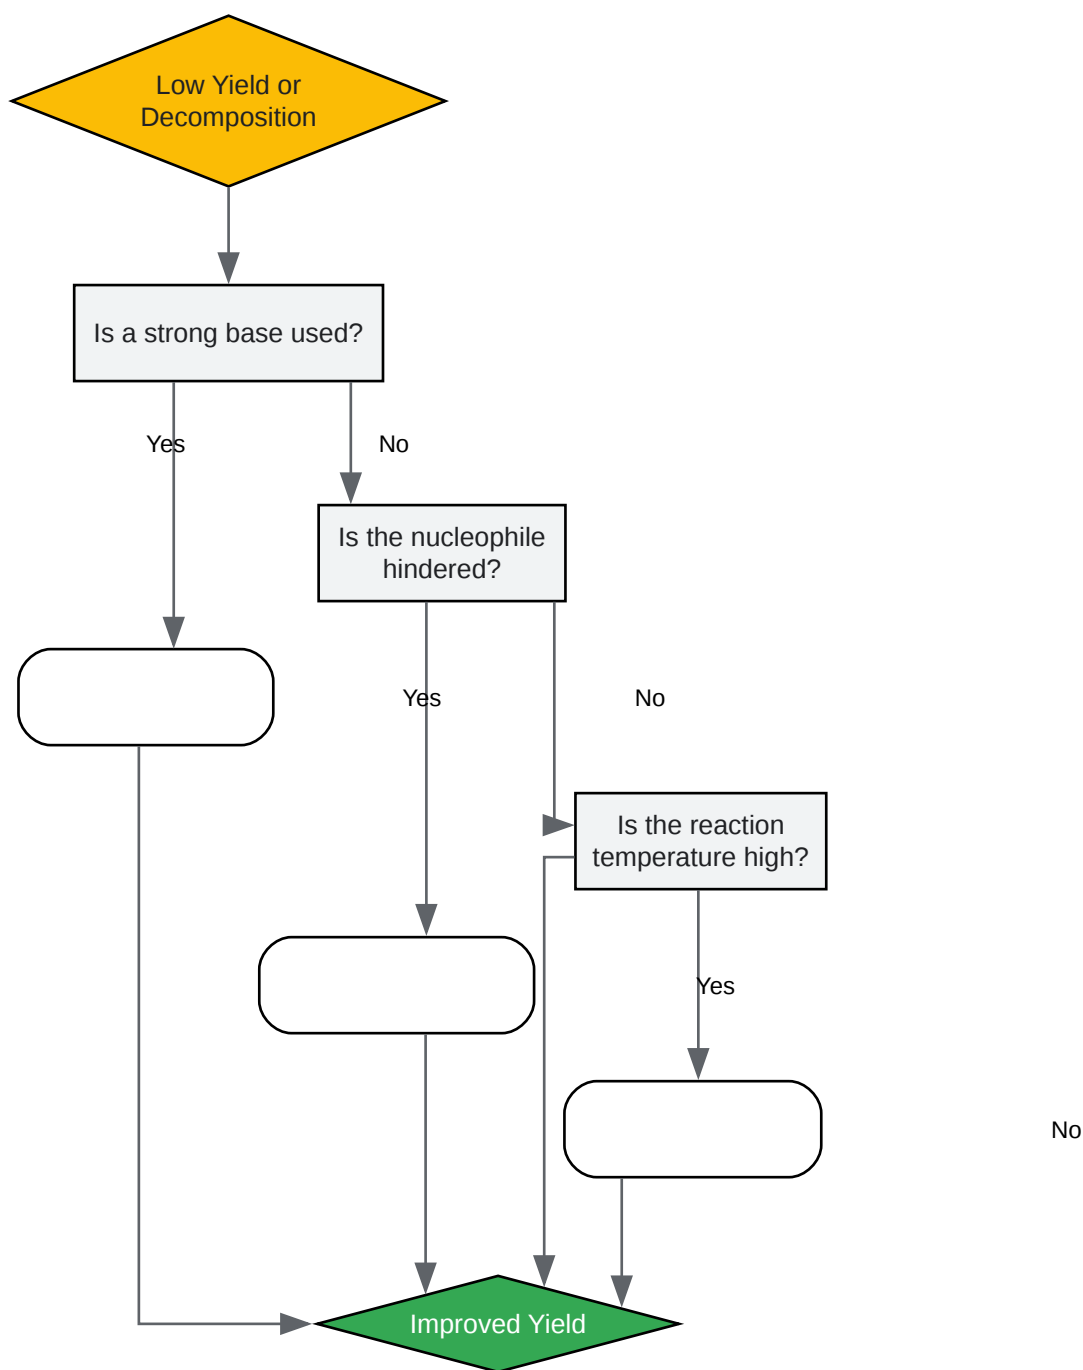 Low Yield or
Decomposition
Is a strong base used?
Yes
No
Is the nucleophile
hindered?
Yes
No
Is the reaction
temperature high?
Yes
No
Improved Yield